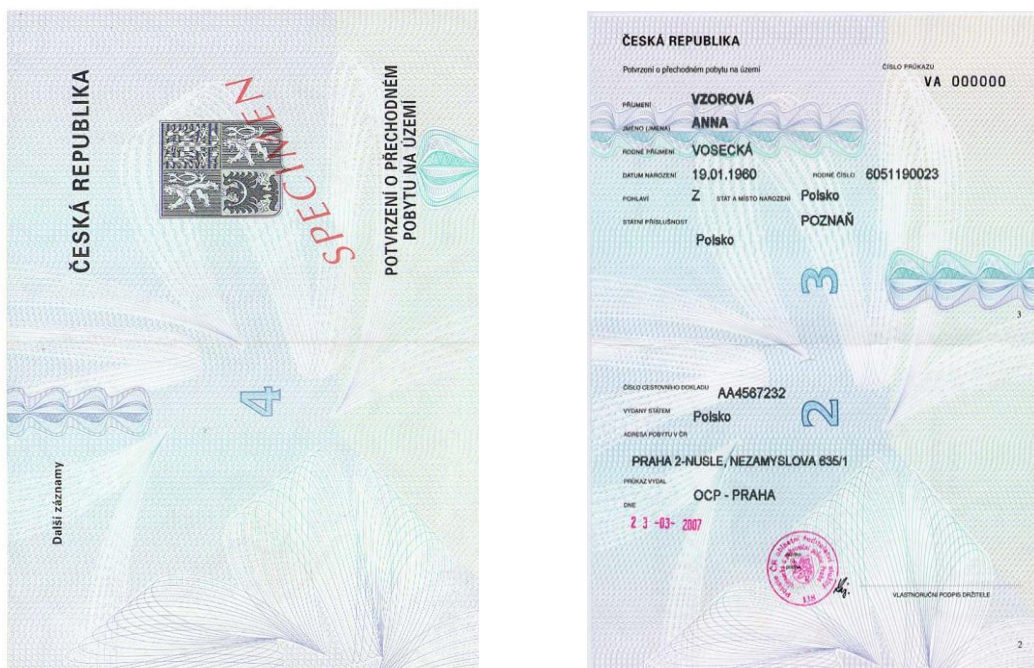 ČESKÁ REPUBLIKA
SPECIMEN
POTVRZENÍ O PŘECHODNÉM
POBYTU NA ÚZEMÍ
4
Další záznamy
ČESKÁ REPUBLIKA
Potvrzení o přechodném pobytu na území
ČÍSLO PRŮKAZU
VA 000000
PŘÍJMENÍ VZOROVÁ
JMÉNO (JMÉNA) ANNA
RODNÉ PŘÍJMENÍ VOSECKÁ
DATUM NAROZENÍ 19.01.1960 RODNÉ ČÍSLO 6051190023
POHLAVÍ Z STÁT A MÍSTO NAROZENÍ Polsko
STÁTNÍ PŘÍSLUŠNOST POZNAŇ
Polsko
3
3
ČÍSLO CESTOVNÍHO DOKLADU AA4567232
VYDANÝ STÁTEM Polsko
2
ADRESA POBYTU V ČR
PRAHA 2-NUSLE, NEZAMYSLOVA 635/1
PRŮKAZ VYDAL
OCP - PRAHA
DNE
23 -03- 2007
VLASTNORUČNÍ PODPIS DRŽITELE
2